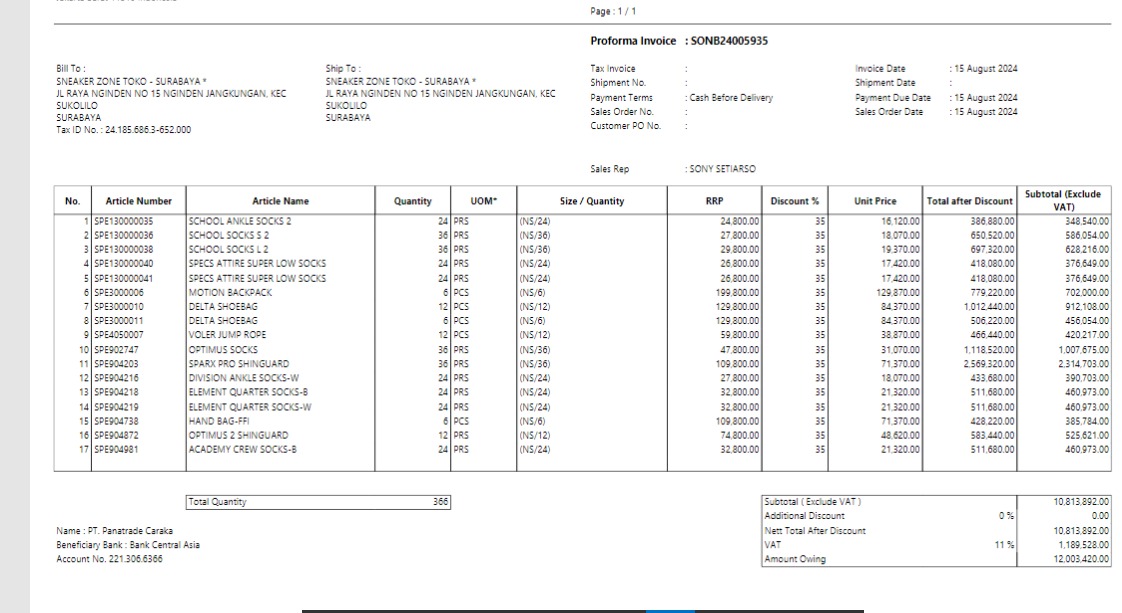 Page : 1 / 1
Proforma Invoice : SONB24005935
Bill To :
SNEAKER ZONE TOKO - SURABAYA *
JL RAYA NGINDEN NO 15 NGINDEN JANGKUNGAN, KEC
SUKOLILO
SURABAYA
Tax ID No. : 24.185.686.3-652.000
Ship To :
SNEAKER ZONE TOKO - SURABAYA *
JL RAYA NGINDEN NO 15 NGINDEN JANGKUNGAN, KEC
SUKOLILO
SURABAYA
Tax Invoice :
Shipment No. :
Payment Terms : Cash Before Delivery
Sales Order No. :
Customer PO No. :
Invoice Date : 15 August 2024
Shipment Date :
Payment Due Date : 15 August 2024
Sales Order Date : 15 August 2024
Sales Rep : SONY SETIARSO
No. Article Number Article Name Quantity UOM* Size / Quantity RRP Discount % Unit Price Total after Discount Subtotal (Exclude VAT)
1 SPE130000035 SCHOOL ANKLE SOCKS 2 24 PRS (NS/24) 24,800.00 35 16,120.00 386,880.00 348,540.00
2 SPE130000036 SCHOOL SOCKS S 2 36 PRS (NS/36) 27,800.00 35 18,070.00 650,520.00 586,054.00
3 SPE130000038 SCHOOL SOCKS L 2 36 PRS (NS/36) 29,800.00 35 19,370.00 697,320.00 628,216.00
4 SPE130000040 SPECS ATTIRE SUPER LOW SOCKS 24 PRS (NS/24) 26,800.00 35 17,420.00 418,080.00 376,649.00
5 SPE130000041 SPECS ATTIRE SUPER LOW SOCKS 24 PRS (NS/24) 26,800.00 35 17,420.00 418,080.00 376,649.00
6 SPE3000006 MOTION BACKPACK 6 PCS (NS/6) 199,800.00 35 129,870.00 779,220.00 702,000.00
7 SPE3000010 DELTA SHOEBAG 12 PCS (NS/12) 129,800.00 35 84,370.00 1,012,440.00 912,108.00
8 SPE3000011 DELTA SHOEBAG 6 PCS (NS/6) 129,800.00 35 84,370.00 506,220.00 456,054.00
9 SPE4050007 VOLER JUMP ROPE 12 PCS (NS/12) 59,800.00 35 38,870.00 466,440.00 420,217.00
10 SPE902747 OPTIMUS SOCKS 36 PRS (NS/36) 47,800.00 35 31,070.00 1,118,520.00 1,007,675.00
11 SPE904203 SPARX PRO SHINGUARD 36 PRS (NS/36) 109,800.00 35 71,370.00 2,569,320.00 2,314,703.00
12 SPE904216 DIVISION ANKLE SOCKS-W 24 PRS (NS/24) 27,800.00 35 18,070.00 433,680.00 390,703.00
13 SPE904218 ELEMENT QUARTER SOCKS-B 24 PRS (NS/24) 32,800.00 35 21,320.00 511,680.00 460,973.00
14 SPE904219 ELEMENT QUARTER SOCKS-W 24 PRS (NS/24) 32,800.00 35 21,320.00 511,680.00 460,973.00
15 SPE904738 HAND BAG-FFI 6 PCS (NS/6) 109,800.00 35 71,370.00 428,220.00 385,784.00
16 SPE904872 OPTIMUS 2 SHINGUARD 12 PRS (NS/12) 74,800.00 35 48,620.00 583,440.00 525,621.00
17 SPE904981 ACADEMY CREW SOCKS-B 24 PRS (NS/24) 32,800.00 35 21,320.00 511,680.00 460,973.00
Total Quantity 366
Subtotal ( Exclude VAT ) 10,813,892.00
Additional Discount 0 % 0.00
Nett Total After Discount 10,813,892.00
VAT 11 % 1,189,528.00
Amount Owing 12,003,420.00
Name : PT. Panatrade Caraka
Beneficiary Bank : Bank Central Asia
Account No. 221.306.6366